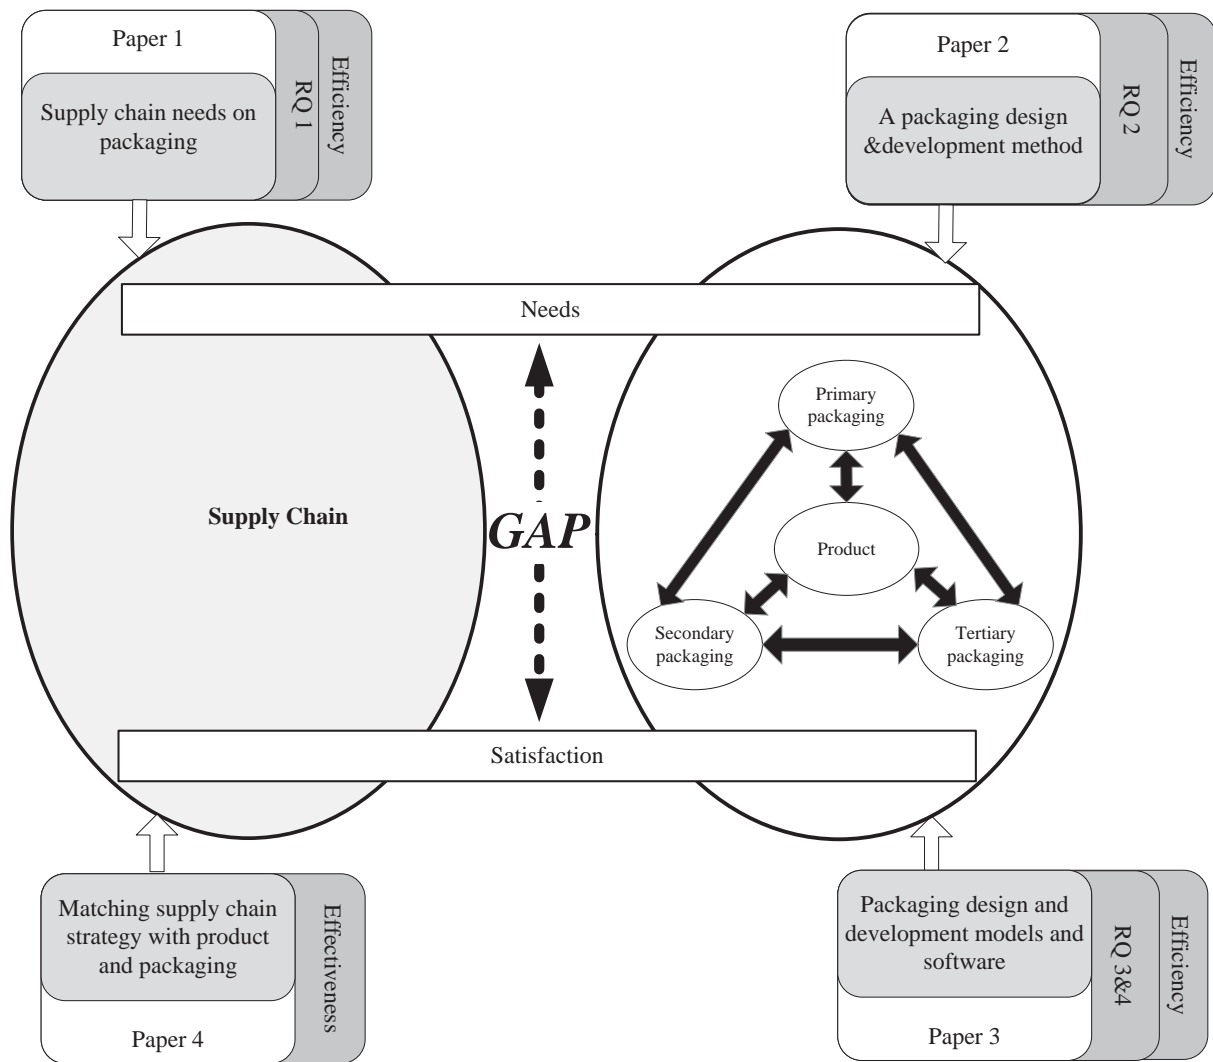 Paper 1
Supply chain needs on
packaging
RQ 1
Efficiency
Paper 2
A packaging design
&development method
RQ 2
Efficiency
Needs
Primary
packaging
Supply Chain
GAP
Product
Secondary
packaging
Tertiary
packaging
Satisfaction
Matching supply chain
strategy with product
and packaging
Paper 4
Effectiveness
Packaging design and
development models and
software
Paper 3
RQ 3&4
Efficiency